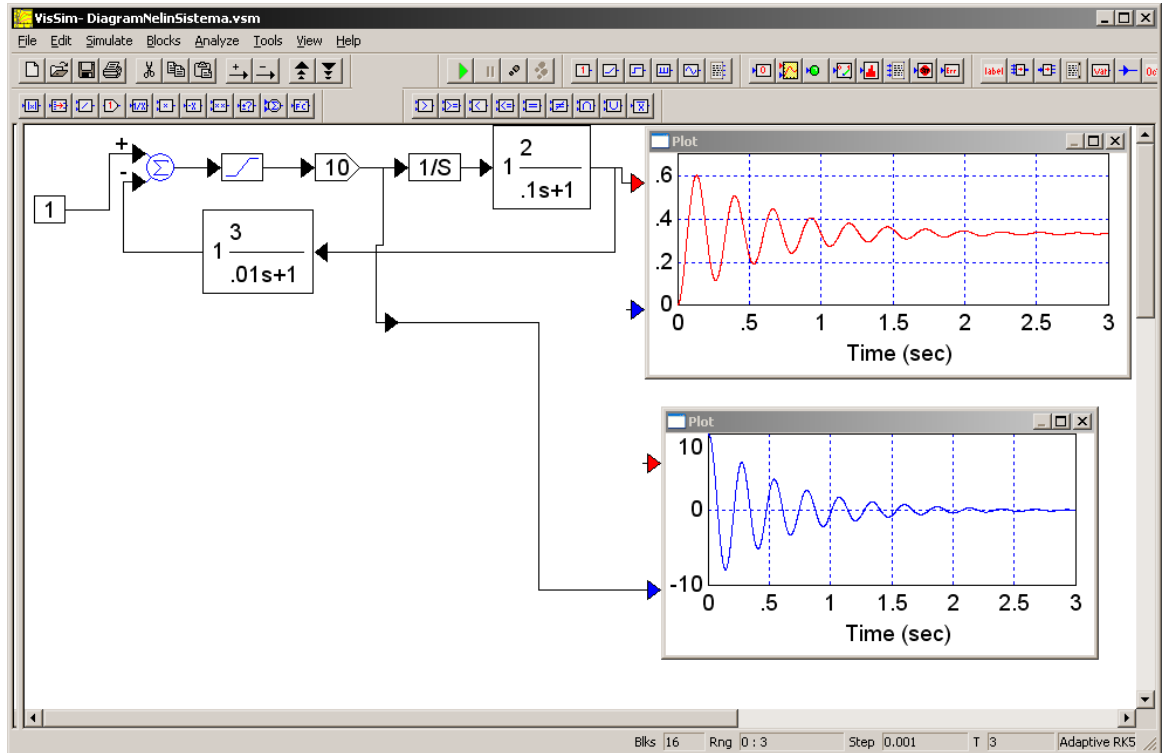 VisSim- DiagramNelinSistema.vsm
File Edit Simulate Blocks Analyze Tools View Help
label
var
Err
+
-
Σ
10
1/S
1
2
.1s+1
1
1
3
.01s+1
Plot
.6
.4
.2
0
0 .5 1 1.5 2 2.5 3
Time (sec)
Plot
10
0
-10
0 .5 1 1.5 2 2.5 3
Time (sec)
Blks 16 Rng 0 : 3 Step 0.001 T 3 Adaptive RK5